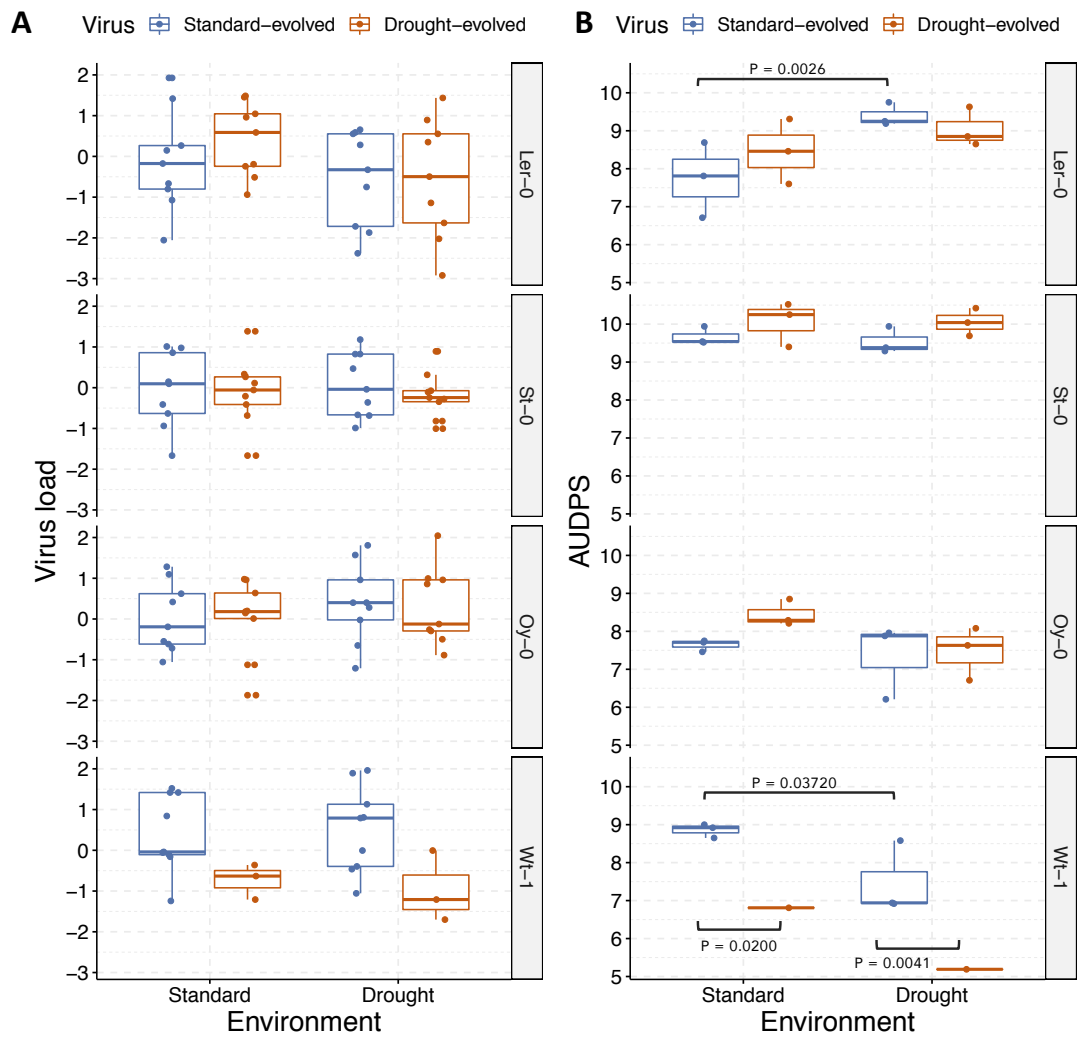 A Virus Standard−evolved Drought−evolved
Virus load
2
1
0
−1
−2
−3
Ler−0
2
1
0
−1
−2
−3
St−0
2
1
0
−1
−2
−3
Oy−0
2
1
0
−1
−2
−3
Wt−1
Standard Drought
Environment
B Virus Standard−evolved Drought−evolved
AUDPS
P = 0.0026
10
9
8
7
6
5
Ler−0
10
9
8
7
6
5
St−0
10
9
8
7
6
5
Oy−0
P = 0.03720
10
9
8
7
6
5
P = 0.0200
P = 0.0041
Wt−1
Standard Drought
Environment